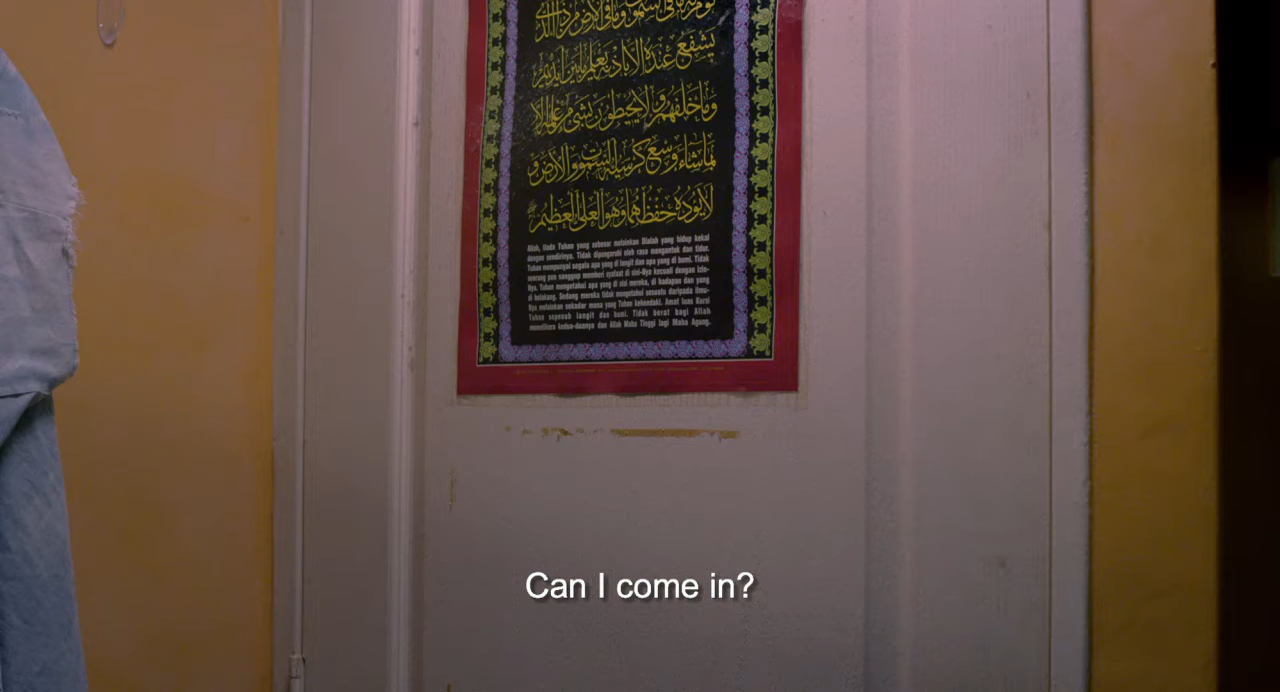 يشفع عنده إلا بإذنه يعلم ما بين أيديهم
وما خلفهم ولا يحيطون بشيء من علمه إلا
بما شاء وسع كرسيه السموت والأرض و
لا يؤده حفظهما وهو العلي العظيم
Allah, tiada Tuhan yang sebenar melainkan Dialah yang hidup kekal
dengan sendirinya. Tidak dipengaruhi oleh rasa mengantuk dan tidur.
Tuhan mempunyai segala apa yang di langit dan apa yang di bumi. Tidak
seorang pun sanggup memberi syafaat di sisi-Nya kecuali dengan izin-
Nya. Tuhan mengetahui apa yang di sisi mereka, di hadapan dan yang
di belakang. Sedang mereka tidak mengetahui sesuatu daripada ilmu-
Nya melainkan sekadar mana yang Tuhan kehendaki. Amat luas Kursi
Tuhan sepenuh langit dan bumi. Tidak berat bagi Allah
memelihara kedua-duanya dan Allah Maha Tinggi lagi Maha Agung.
Can I come in?